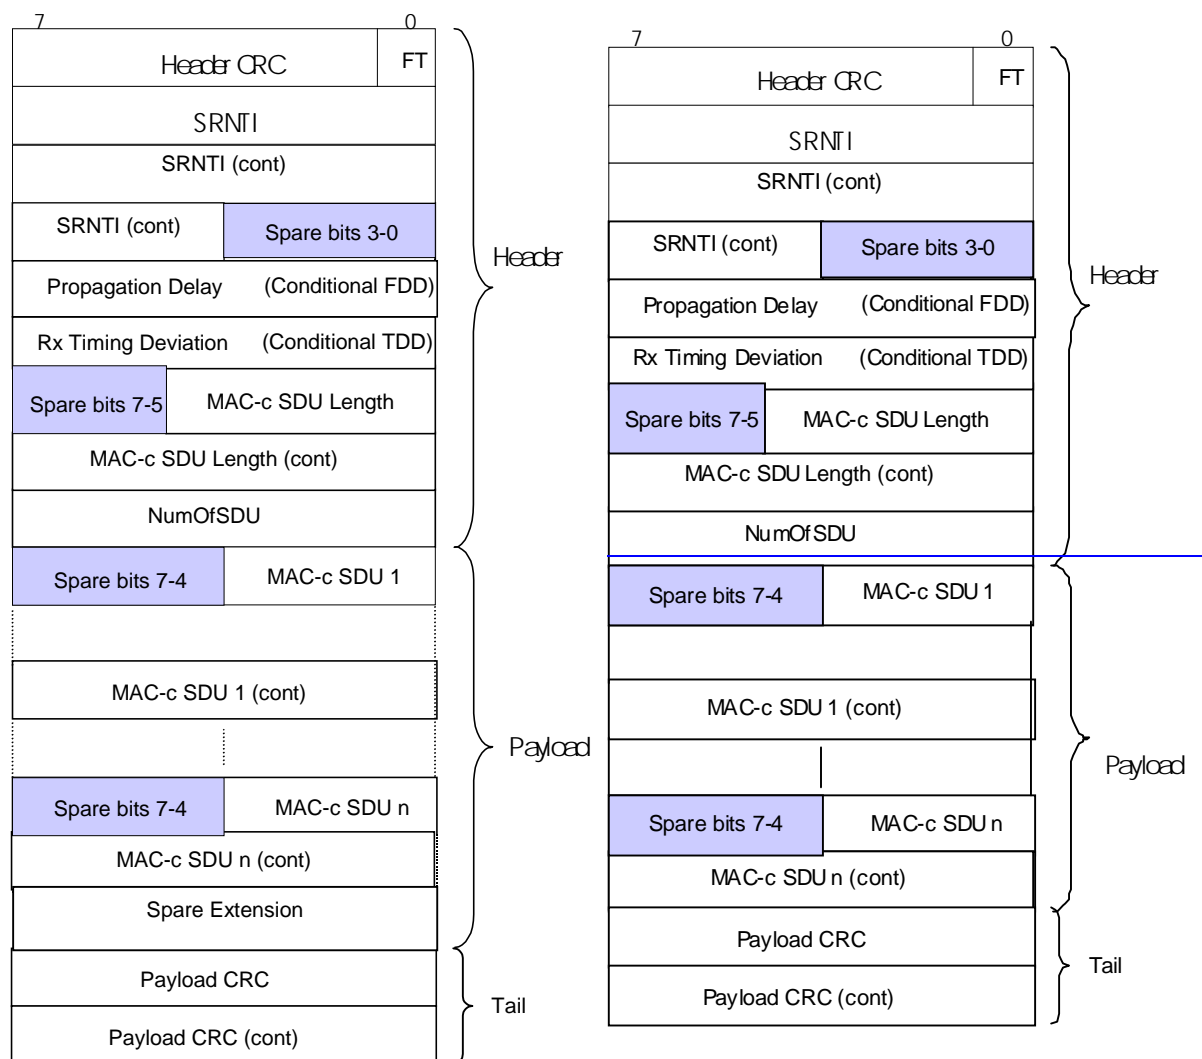 7 0
Header CRC FT
SRNTI
SRNTI (cont)
SRNTI (cont) Spare bits 3-0
Propagation Delay (Conditional FDD)
Rx Timing Deviation (Conditional TDD)
Spare bits 7-5 MAC-c SDU Length
MAC-c SDU Length (cont)
NumOfSDU
Header
Spare bits 7-4 MAC-c SDU 1
MAC-c SDU 1 (cont)
Spare bits 7-4 MAC-c SDU n
MAC-c SDU n (cont)
Spare Extension
Payload
Payload CRC
Payload CRC (cont)
Tail
7 0
Header CRC FT
SRNTI
SRNTI (cont)
SRNTI (cont) Spare bits 3-0
Propagation Delay (Conditional FDD)
Rx Timing Deviation (Conditional TDD)
Spare bits 7-5 MAC-c SDU Length
MAC-c SDU Length (cont)
NumOfSDU
Header
Spare bits 7-4 MAC-c SDU 1
MAC-c SDU 1 (cont)
Spare bits 7-4 MAC-c SDU n
MAC-c SDU n (cont)
Payload
Payload CRC
Payload CRC (cont)
Tail